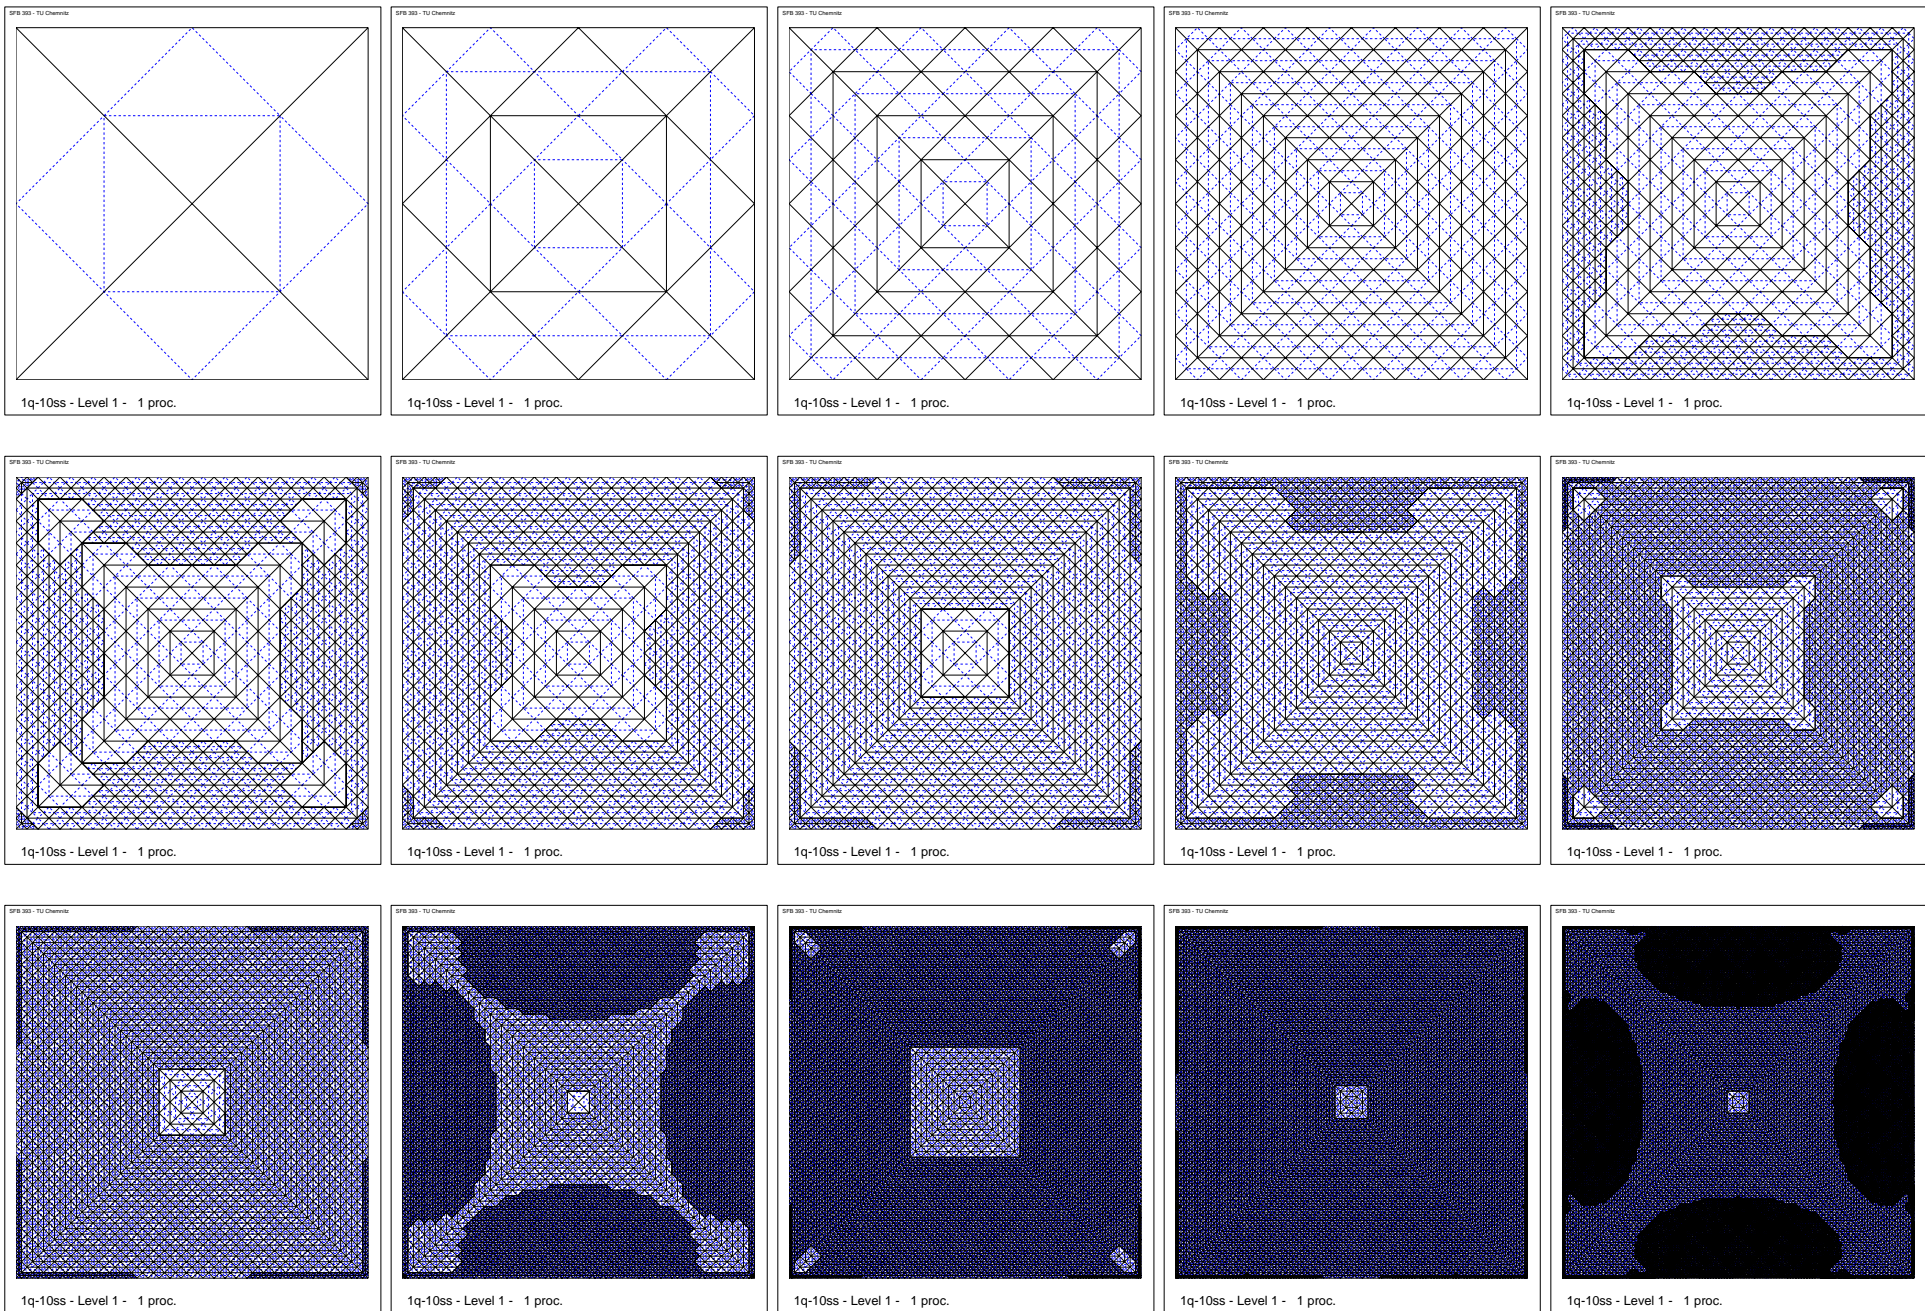 SFB 393 - TU Chemnitz
SFB 393 - TU Chemnitz
SFB 393 - TU Chemnitz
SFB 393 - TU Chemnitz
SFB 393 - TU Chemnitz
1q-10ss - Level 1 - 1 proc.
1q-10ss - Level 1 - 1 proc.
1q-10ss - Level 1 - 1 proc.
1q-10ss - Level 1 - 1 proc.
1q-10ss - Level 1 - 1 proc.
SFB 393 - TU Chemnitz
SFB 393 - TU Chemnitz
SFB 393 - TU Chemnitz
SFB 393 - TU Chemnitz
SFB 393 - TU Chemnitz
1q-10ss - Level 1 - 1 proc.
1q-10ss - Level 1 - 1 proc.
1q-10ss - Level 1 - 1 proc.
1q-10ss - Level 1 - 1 proc.
1q-10ss - Level 1 - 1 proc.
SFB 393 - TU Chemnitz
SFB 393 - TU Chemnitz
SFB 393 - TU Chemnitz
SFB 393 - TU Chemnitz
SFB 393 - TU Chemnitz
1q-10ss - Level 1 - 1 proc.
1q-10ss - Level 1 - 1 proc.
1q-10ss - Level 1 - 1 proc.
1q-10ss - Level 1 - 1 proc.
1q-10ss - Level 1 - 1 proc.